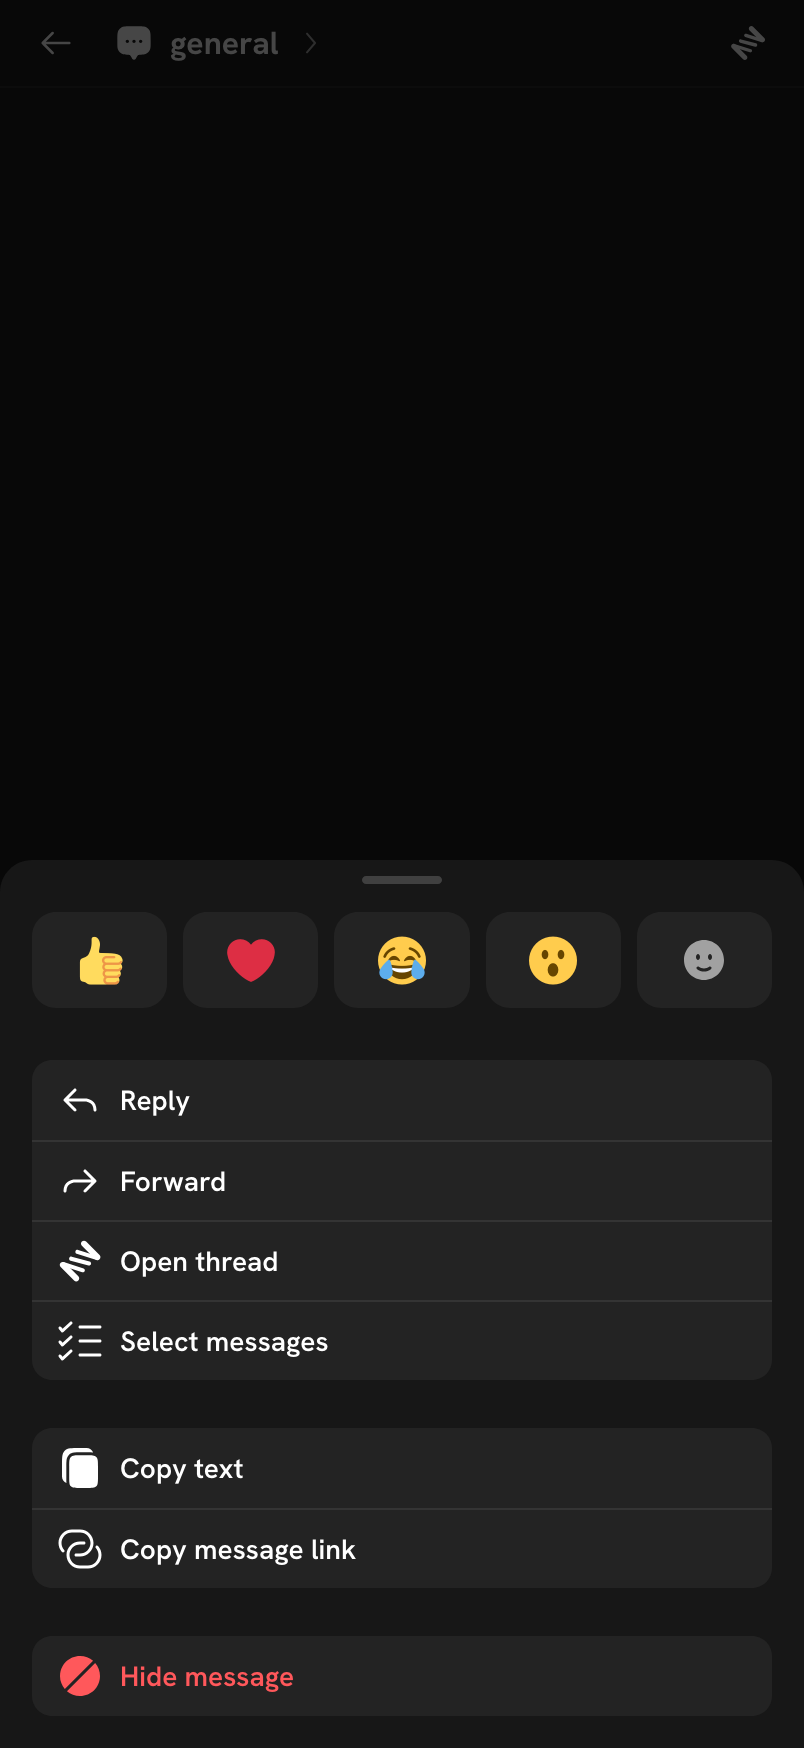 general
Reply
Forward
Open thread
Select messages
Copy text
Copy message link
Hide message